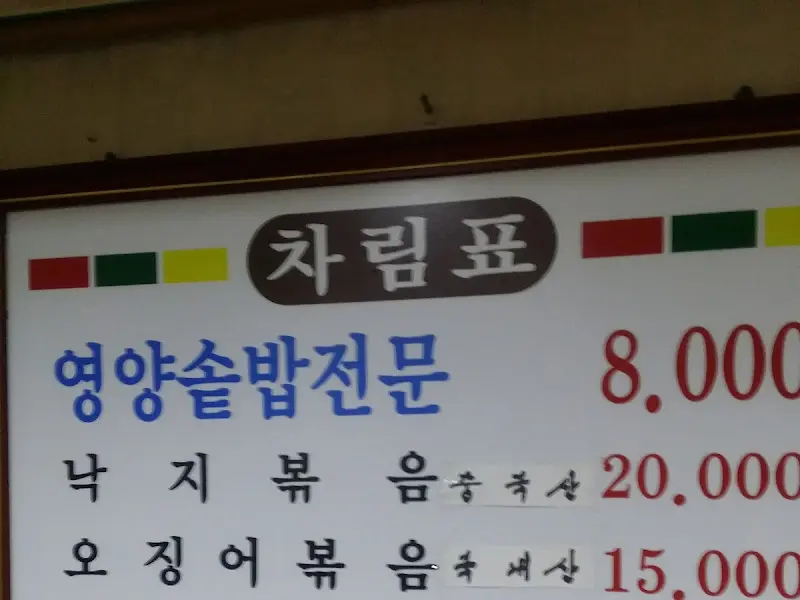 차림표
영양솥밥전문 8.000
낙지볶음 중국산 20.000
오징어볶음 국내산 15.000